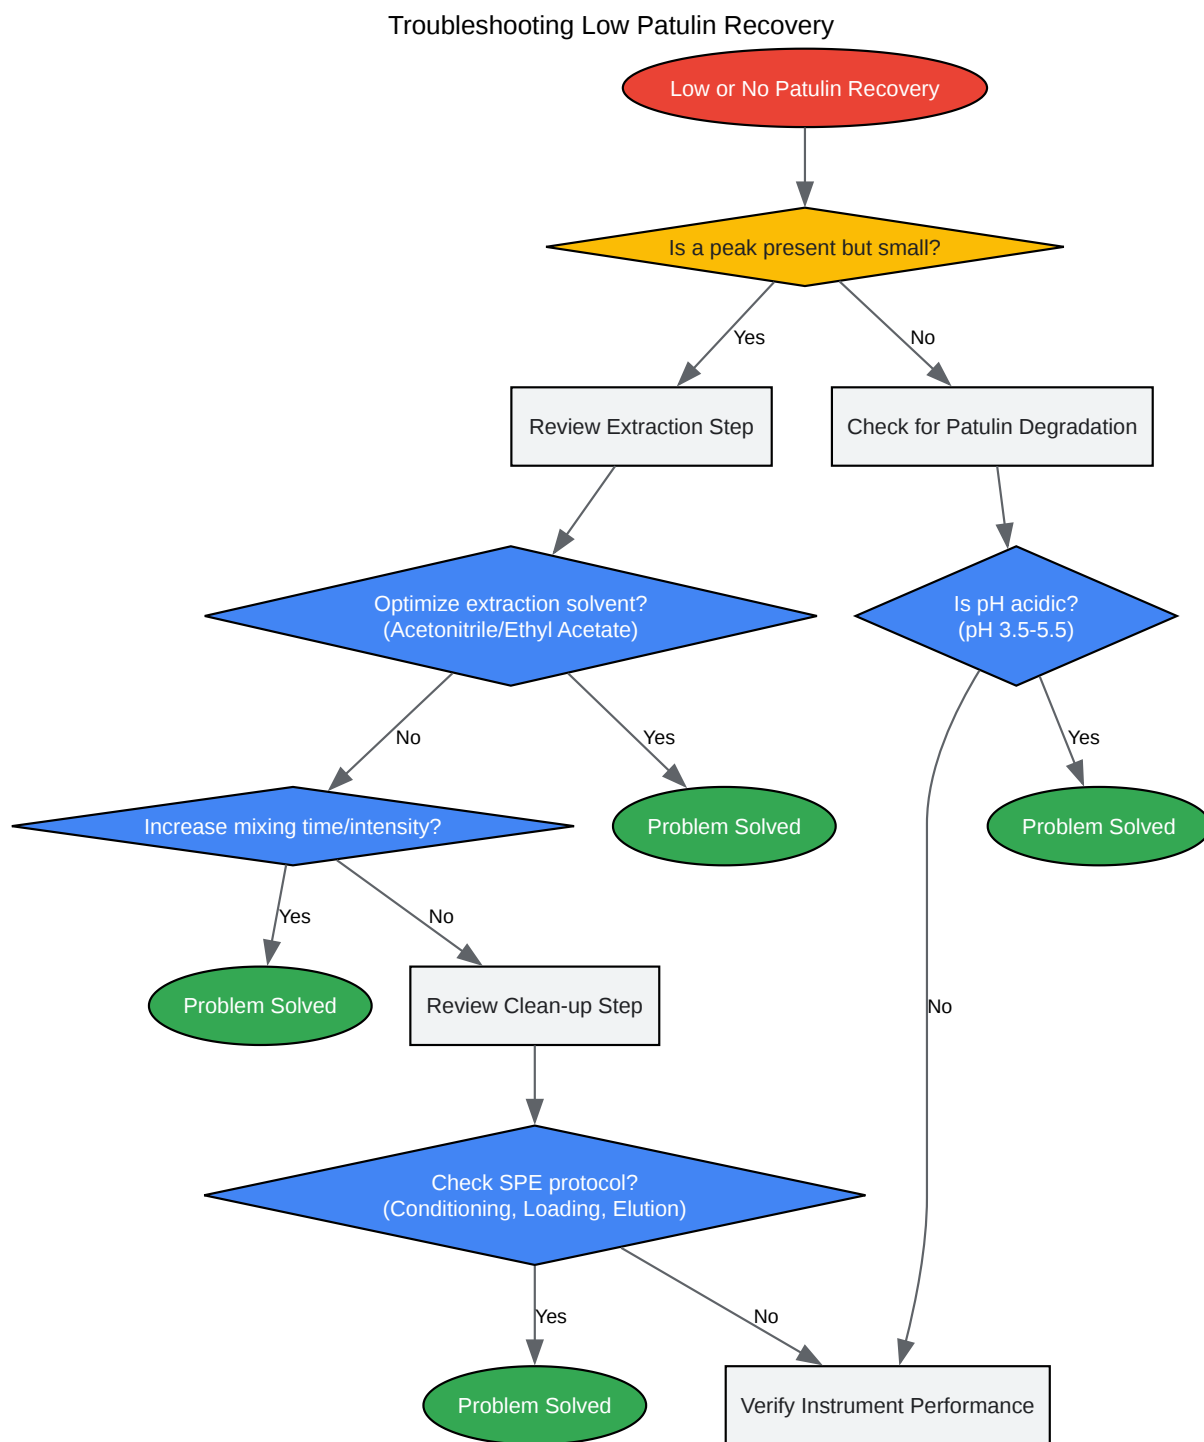 Troubleshooting Low Patulin Recovery
Low or No Patulin Recovery
Is a peak present but small?
Yes
No
Review Extraction Step
Check for Patulin Degradation
Optimize extraction solvent?
(Acetonitrile/Ethyl Acetate)
Is pH acidic?
(pH 3.5-5.5)
No
Yes
Yes
Increase mixing time/intensity?
Problem Solved
Problem Solved
Yes
No
Problem Solved
Review Clean-up Step
No
Check SPE protocol?
(Conditioning, Loading, Elution)
Yes
No
Problem Solved
Verify Instrument Performance